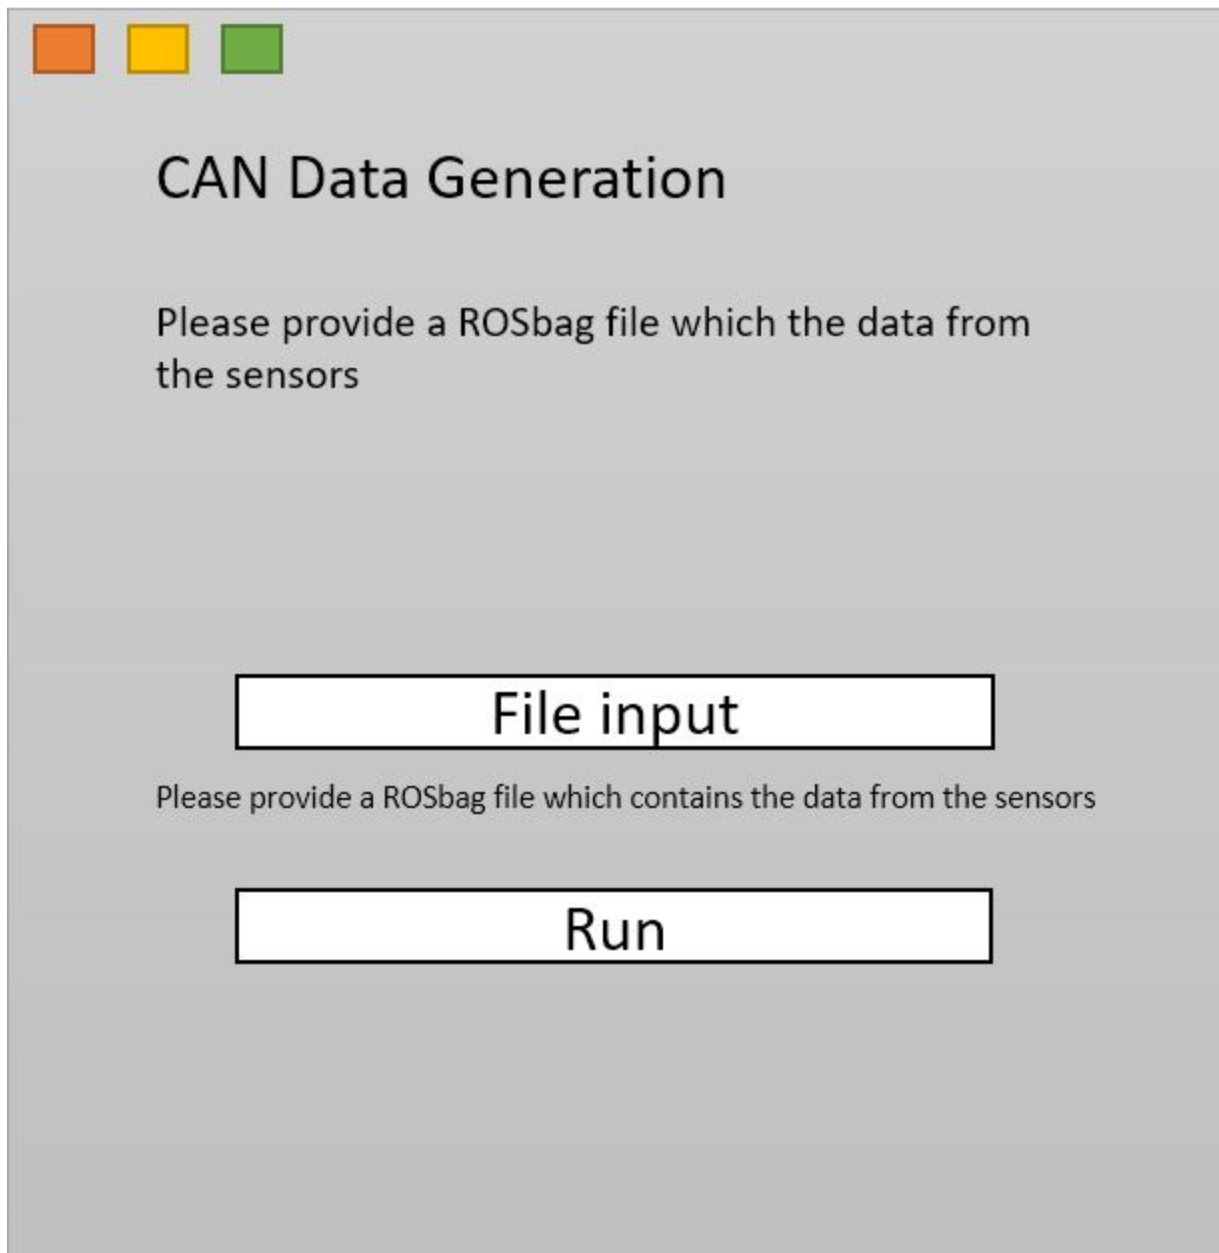 CAN Data Generation
Please provide a ROSbag file which the data from
the sensors
File input
Please provide a ROSbag file which contains the data from the sensors
Run